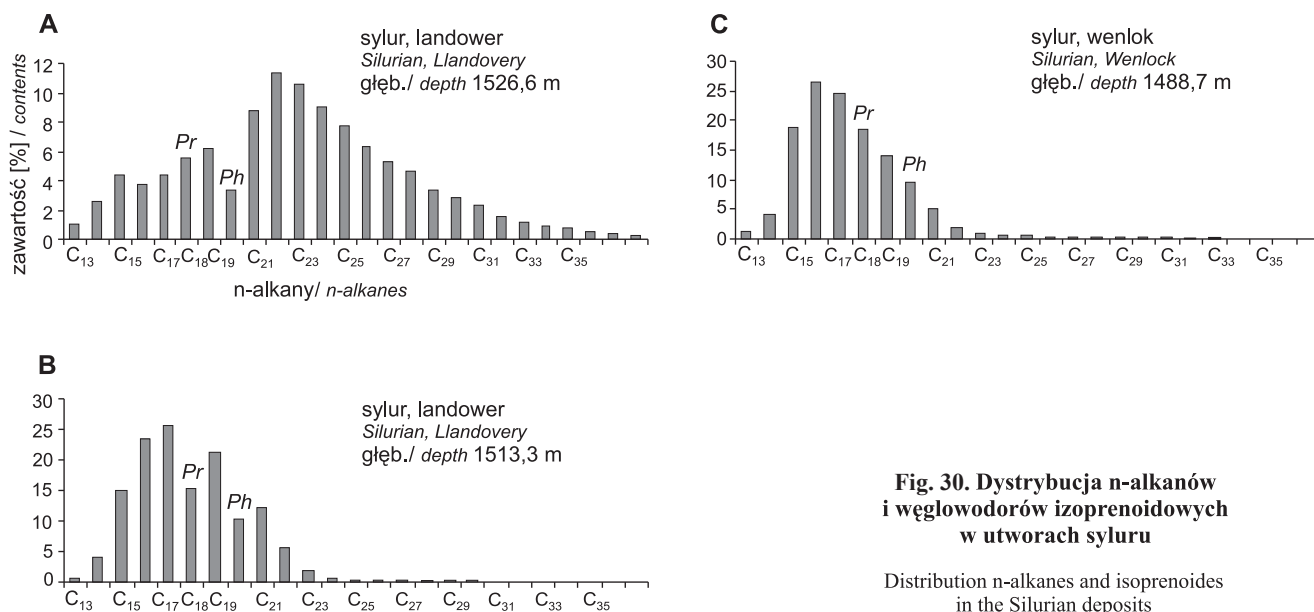 A
sylur, landower
Silurian, Llandovery
głęb./ depth 1526,6 m
zawartość [%] / contents
12
10
8
6
4
2
0
Pr
Ph
C13 C15 C17 C18 C19 C21 C23 C25 C27 C29 C31 C33 C35
n-alkany/ n-alkanes
C
sylur, wenlok
Silurian, Wenlock
głęb./ depth 1488,7 m
30
25
20
15
10
5
0
Pr
Ph
C13 C15 C17 C18 C19 C21 C23 C25 C27 C29 C31 C33 C35
B
sylur, landower
Silurian, Llandovery
głęb./ depth 1513,3 m
30
25
20
15
10
5
0
Pr
Ph
C13 C15 C17 C18 C19 C21 C23 C25 C27 C29 C31 C33 C35
Fig. 30. Dystrybucja n-alkanów
i węglowodorów izoprenoidowych
w utworach syluru
Distribution n-alkanes and isoprenoides
in the Silurian deposits